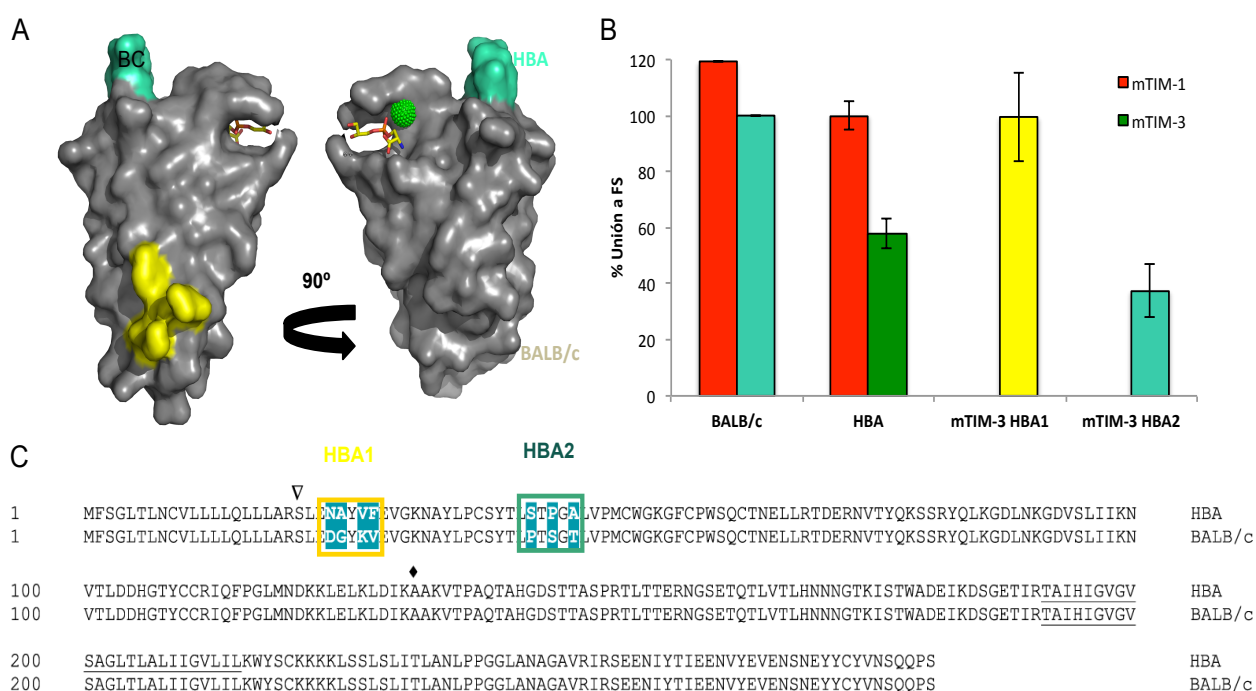 A
BC
HBA
90º
BALB/c
B
% Unión a FS
120
100
80
60
40
20
0
BALB/c
HBA
mTIM-3 HBA1
mTIM-3 HBA2
mTIM-1
mTIM-3
C
HBA1
HBA2
∇
1 MFSGLTLNCVLLLLQLLLARSLENAYVFEVGKNAYLPCSYTLSTPGALVPMCWGKGFCPWSQCTNELLRTDERNVTYQKSSRYQLKGDLNKGDVSLIIKN HBA
1 MFSGLTLNCVLLLLQLLLARSLEDGYKVEVGKNAYLPCSYTLPTSGTLVPMCWGKGFCPWSQCTNELLRTDERNVTYQKSSRYQLKGDLNKGDVSLIIKN BALB/c
♦
100 VTLDDHGTYCCRIQFPGLMNDKKLELKLDIKAAKVTPAQTAHGDSTTASPRTLTTERNGSETQTLVTLHNNNGTKISTWADEIKDSGETIRTAIHIGVGV HBA
100 VTLDDHGTYCCRIQFPGLMNDKKLELKLDIKAAKVTPAQTAHGDSTTASPRTLTTERNGSETQTLVTLHNNNGTKISTWADEIKDSGETIRTAIHIGVGV BALB/c
200 SAGLTLALIIGVLILKWYSCKKKKLSSLSLITLANLPPGGLANAGAVRIRSEENIYTIEENVYEVENSNEYYCYVNSQQPS HBA
200 SAGLTLALIIGVLILKWYSCKKKKLSSLSLITLANLPPGGLANAGAVRIRSEENIYTIEENVYEVENSNEYYCYVNSQQPS BALB/c